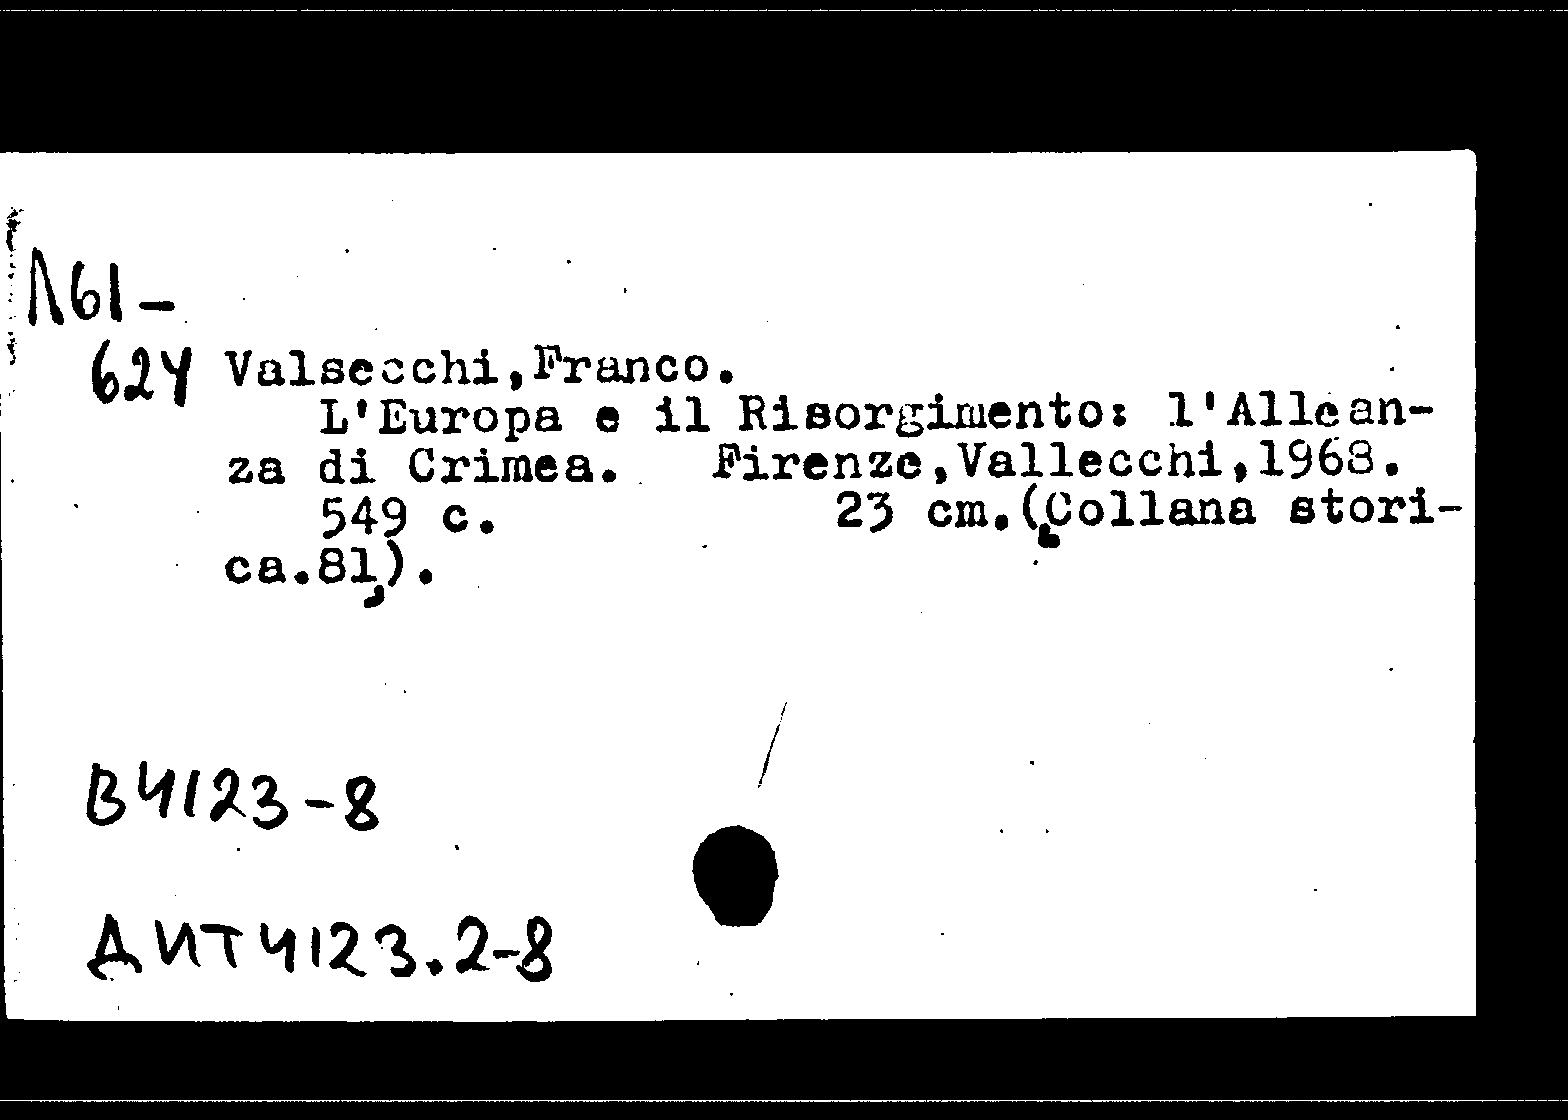 Л61-
624 Valsecchi,Franco.
L'Europa e il Risorgimento: l'Allean-
za di Crimea. Firenze,Vallecchi,1968.
549 c. 23 cm.(Collana stori-
ca.81).
В4123-8
ДИТ4123.2-8